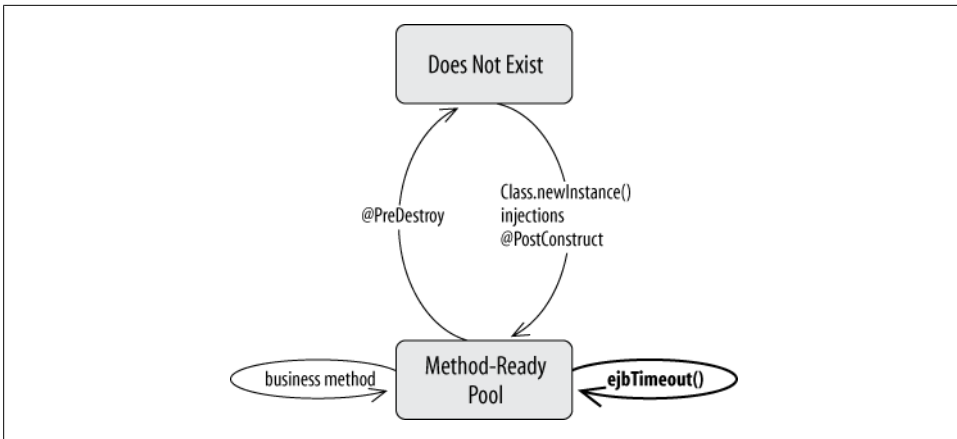 Does Not Exist
@PreDestroy
Class.newInstance()
injections
@PostConstruct
business method
Method-Ready
Pool
ejbTimeout()